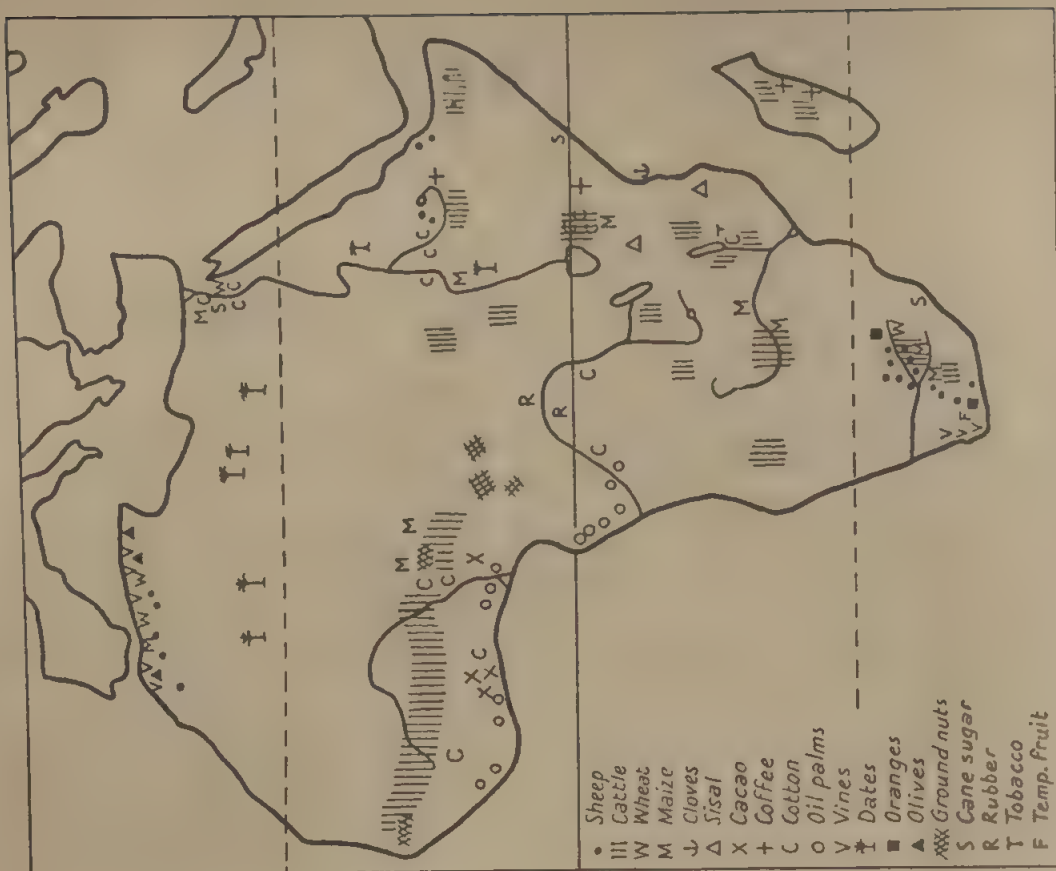 V W W M W V V
M C
S W
C C
C C C
C
M
M
M
C C
X
C
X X X
C
S
R
R
C
C
M
C T
M
M
S
W
M
M
V
V F
V
• Sheep
||| Cattle
W Wheat
M Maize
Cloves
△ Sisal
X Cacao
+ Coffee
C Cotton
O Oil palms
V Vines
Dates
■ Oranges
▲ Olives
Ground nuts
S Cane sugar
R Rubber
T Tobacco
F Temp. fruit